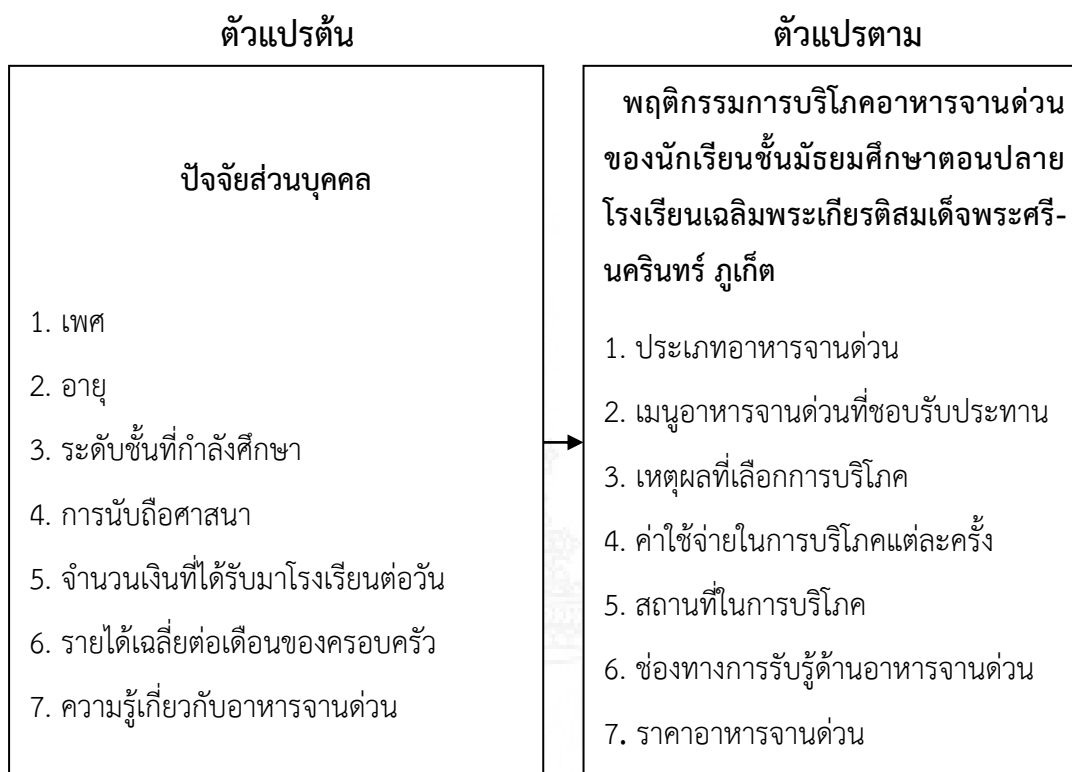 ตัวแปรต้น
ปัจจัยส่วนบุคคล
1. เพศ
2. อายุ
3. ระดับชั้นที่กำลังศึกษา
4. การนับถือศาสนา
5. จำนวนเงินที่ได้รับมาโรงเรียนต่อวัน
6. รายได้เฉลี่ยต่อเดือนของครอบครัว
7. ความรู้เกี่ยวกับอาหารจานด่วน
ตัวแปรตาม
พฤติกรรมการบริโภคอาหารจานด่วน
ของนักเรียนชั้นมัธยมศึกษาตอนปลาย
โรงเรียนเฉลิมพระเกียรติสมเด็จพระศรี-
นครินทร์ ภูเก็ต
1. ประเภทอาหารจานด่วน
2. เมนูอาหารจานด่วนที่ชอบรับประทาน
3. เหตุผลที่เลือกการบริโภค
4. ค่าใช้จ่ายในการบริโภคแต่ละครั้ง
5. สถานที่ในการบริโภค
6. ช่องทางการรับรู้ด้านอาหารจานด่วน
7. ราคาอาหารจานด่วน